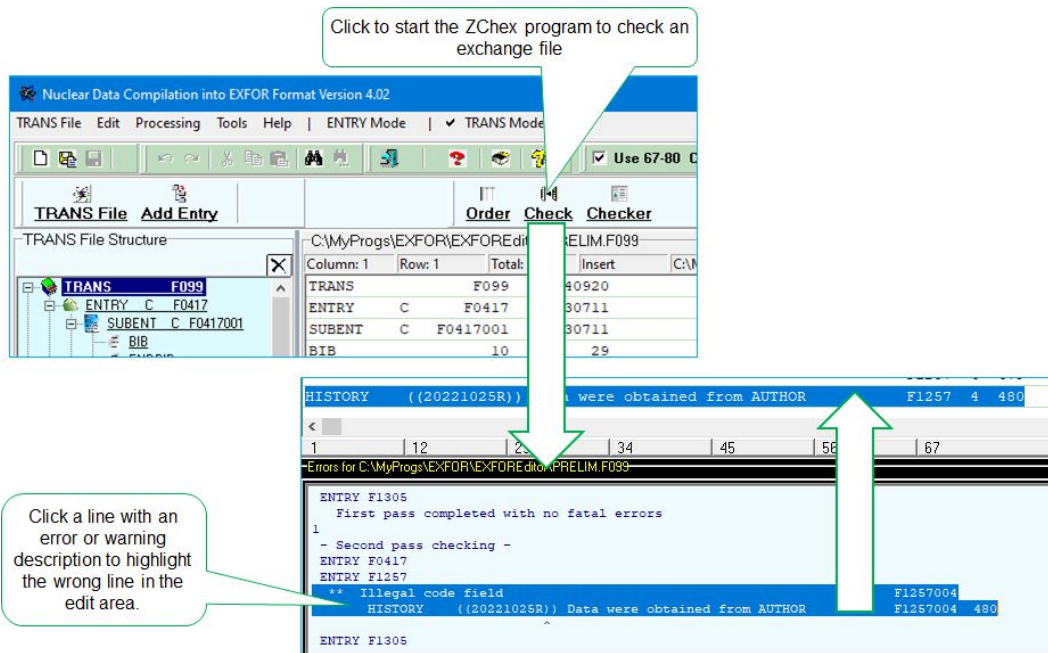 Click to start the ZChex program to check an
exchange file
Nuclear Data Compilation into EXFOR Format Version 4.02
TRANS File Edit Processing Tools Help | ENTRY Mode | ✔ TRANS Mode
Use 67-80
TRANS File Add Entry Order Check Checker
TRANS File Structure
C:\MyProgs\EXFOR\EXFOREdit ELIM.F099
Column: 1 Row: 1 Total: Insert
TRANS F099
ENTRY C F0417
SUBENT C F0417001
BIB
TRANS F099 40920
ENTRY C F0417 30711
SUBENT C F0417001 30711
BIB 10 29
HISTORY ((20221025R)) were obtained from AUTHOR F1257 4 480
1 12 34 45 67
Errors for C:\MyProgs\EXFOR\EXFOREditor\PRELIM.F099
ENTRY F1305
First pass completed with no fatal errors
1
- Second pass checking -
ENTRY F0417
ENTRY F1257
** Illegal code field F1257004
HISTORY ((20221025R)) Data were obtained from AUTHOR F1257004 480
^
ENTRY F1305
Click a line with an
error or warning
description to highlight
the wrong line in the
edit area.